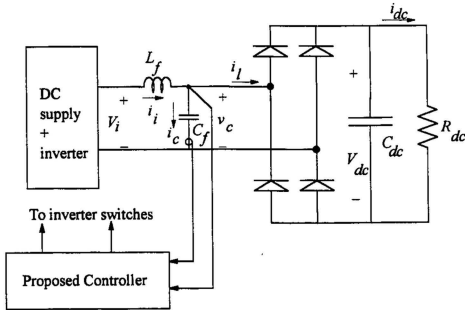 DC
supply
+
inverter
L_f
+
V_i
−
i_i
i_c
C_f
+
v_c
−
i_l
i_dc
+
V_dc
−
C_dc
R_dc
To inverter switches
Proposed Controller